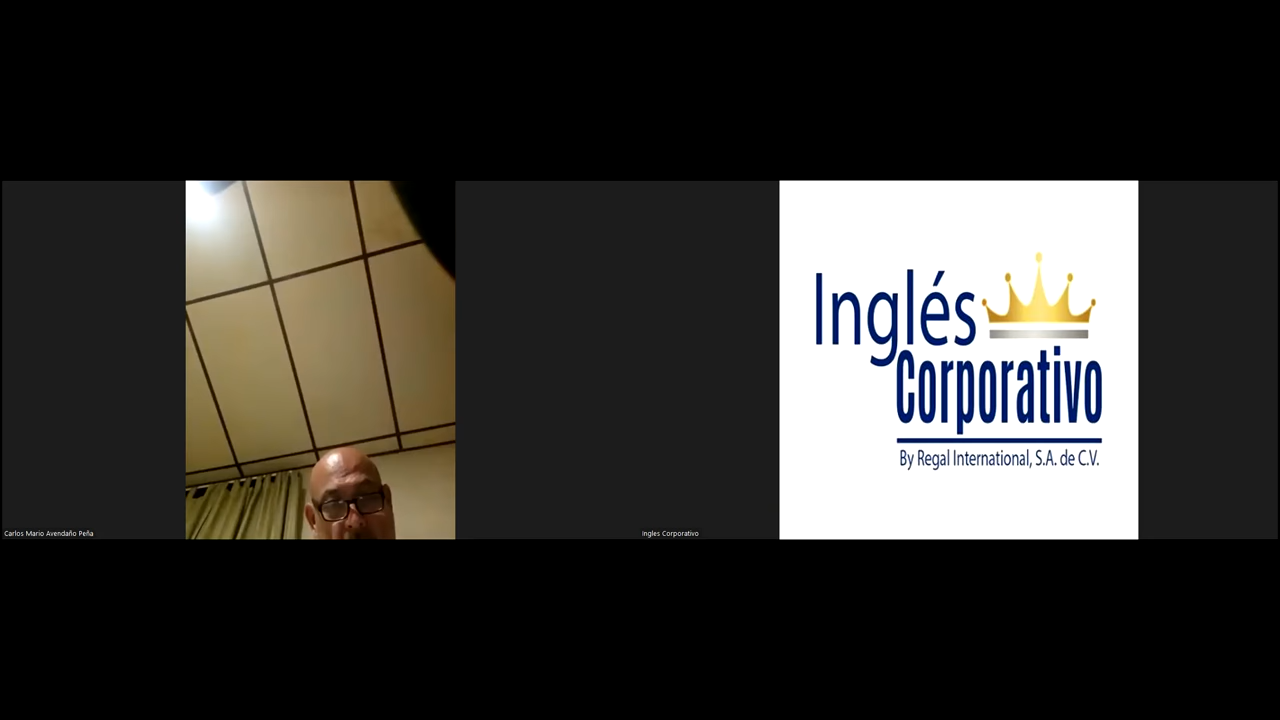 Inglés
Corporativo
By Regal International, S.A. de C.V.
Carlos Mario Avendaño Peña
Ingles Corporativo